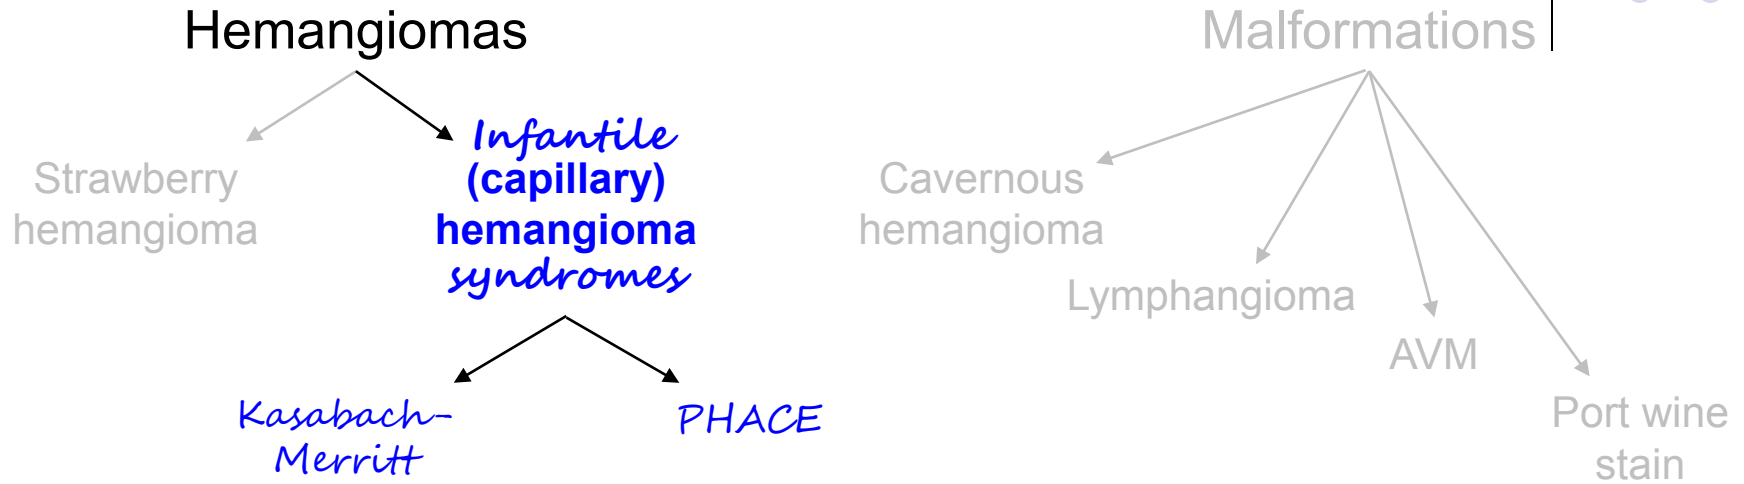 Hemangiomas
Malformations
Strawberry
hemangioma
Infantile
(capillary)
hemangioma
syndromes
Cavernous
hemangioma
Lymphangioma
AVM
Port wine
stain
Kasabach-
Merritt
PHACE